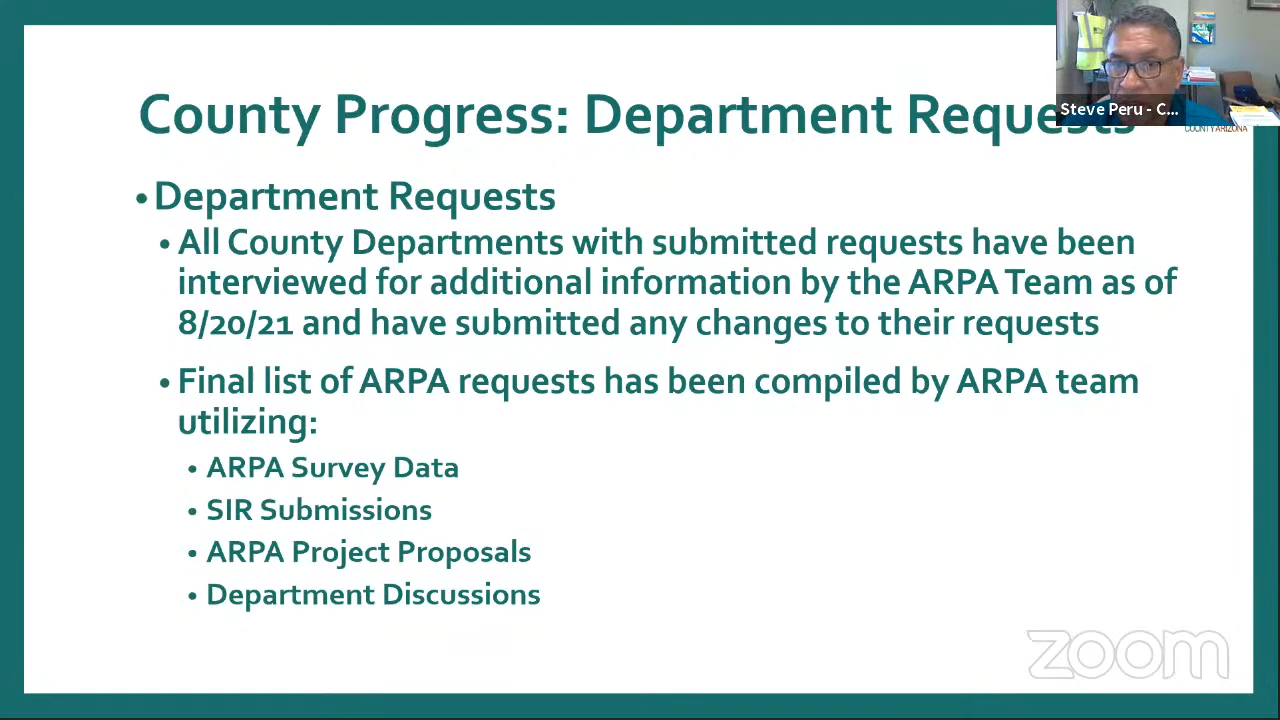 County Progress: Department Requests
Steve Peru - C...
COUNTY ARIZONA
• Department Requests
• All County Departments with submitted requests have been
interviewed for additional information by the ARPA Team as of
8/20/21 and have submitted any changes to their requests
• Final list of ARPA requests has been compiled by ARPA team
utilizing:
• ARPA Survey Data
• SIR Submissions
• ARPA Project Proposals
• Department Discussions
zoom